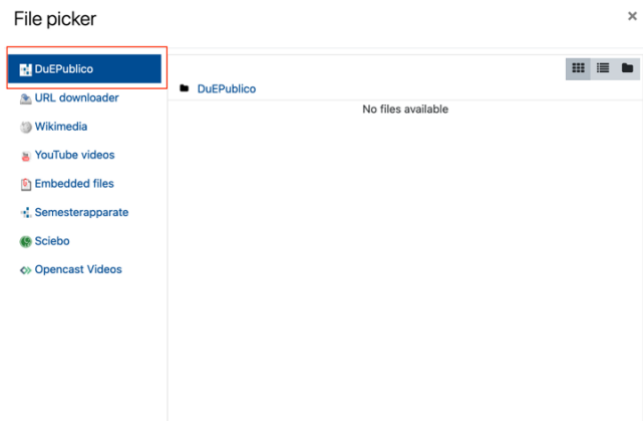 File picker
×
DuEPublico
URL downloader
Wikimedia
YouTube videos
Embedded files
Semesterapparate
Sciebo
Opencast Videos
DuEPublico
No files available